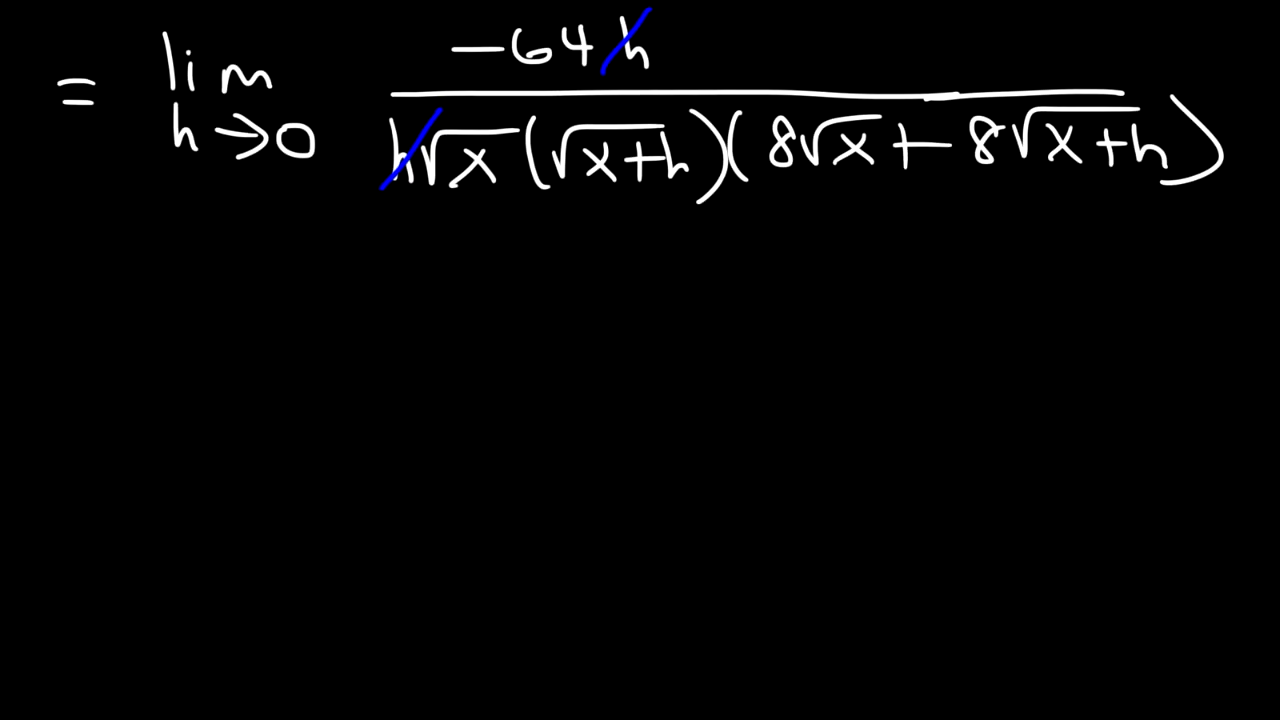 = lim h→0 -64h
h√x (√x+h)(8√x + 8√x+h)